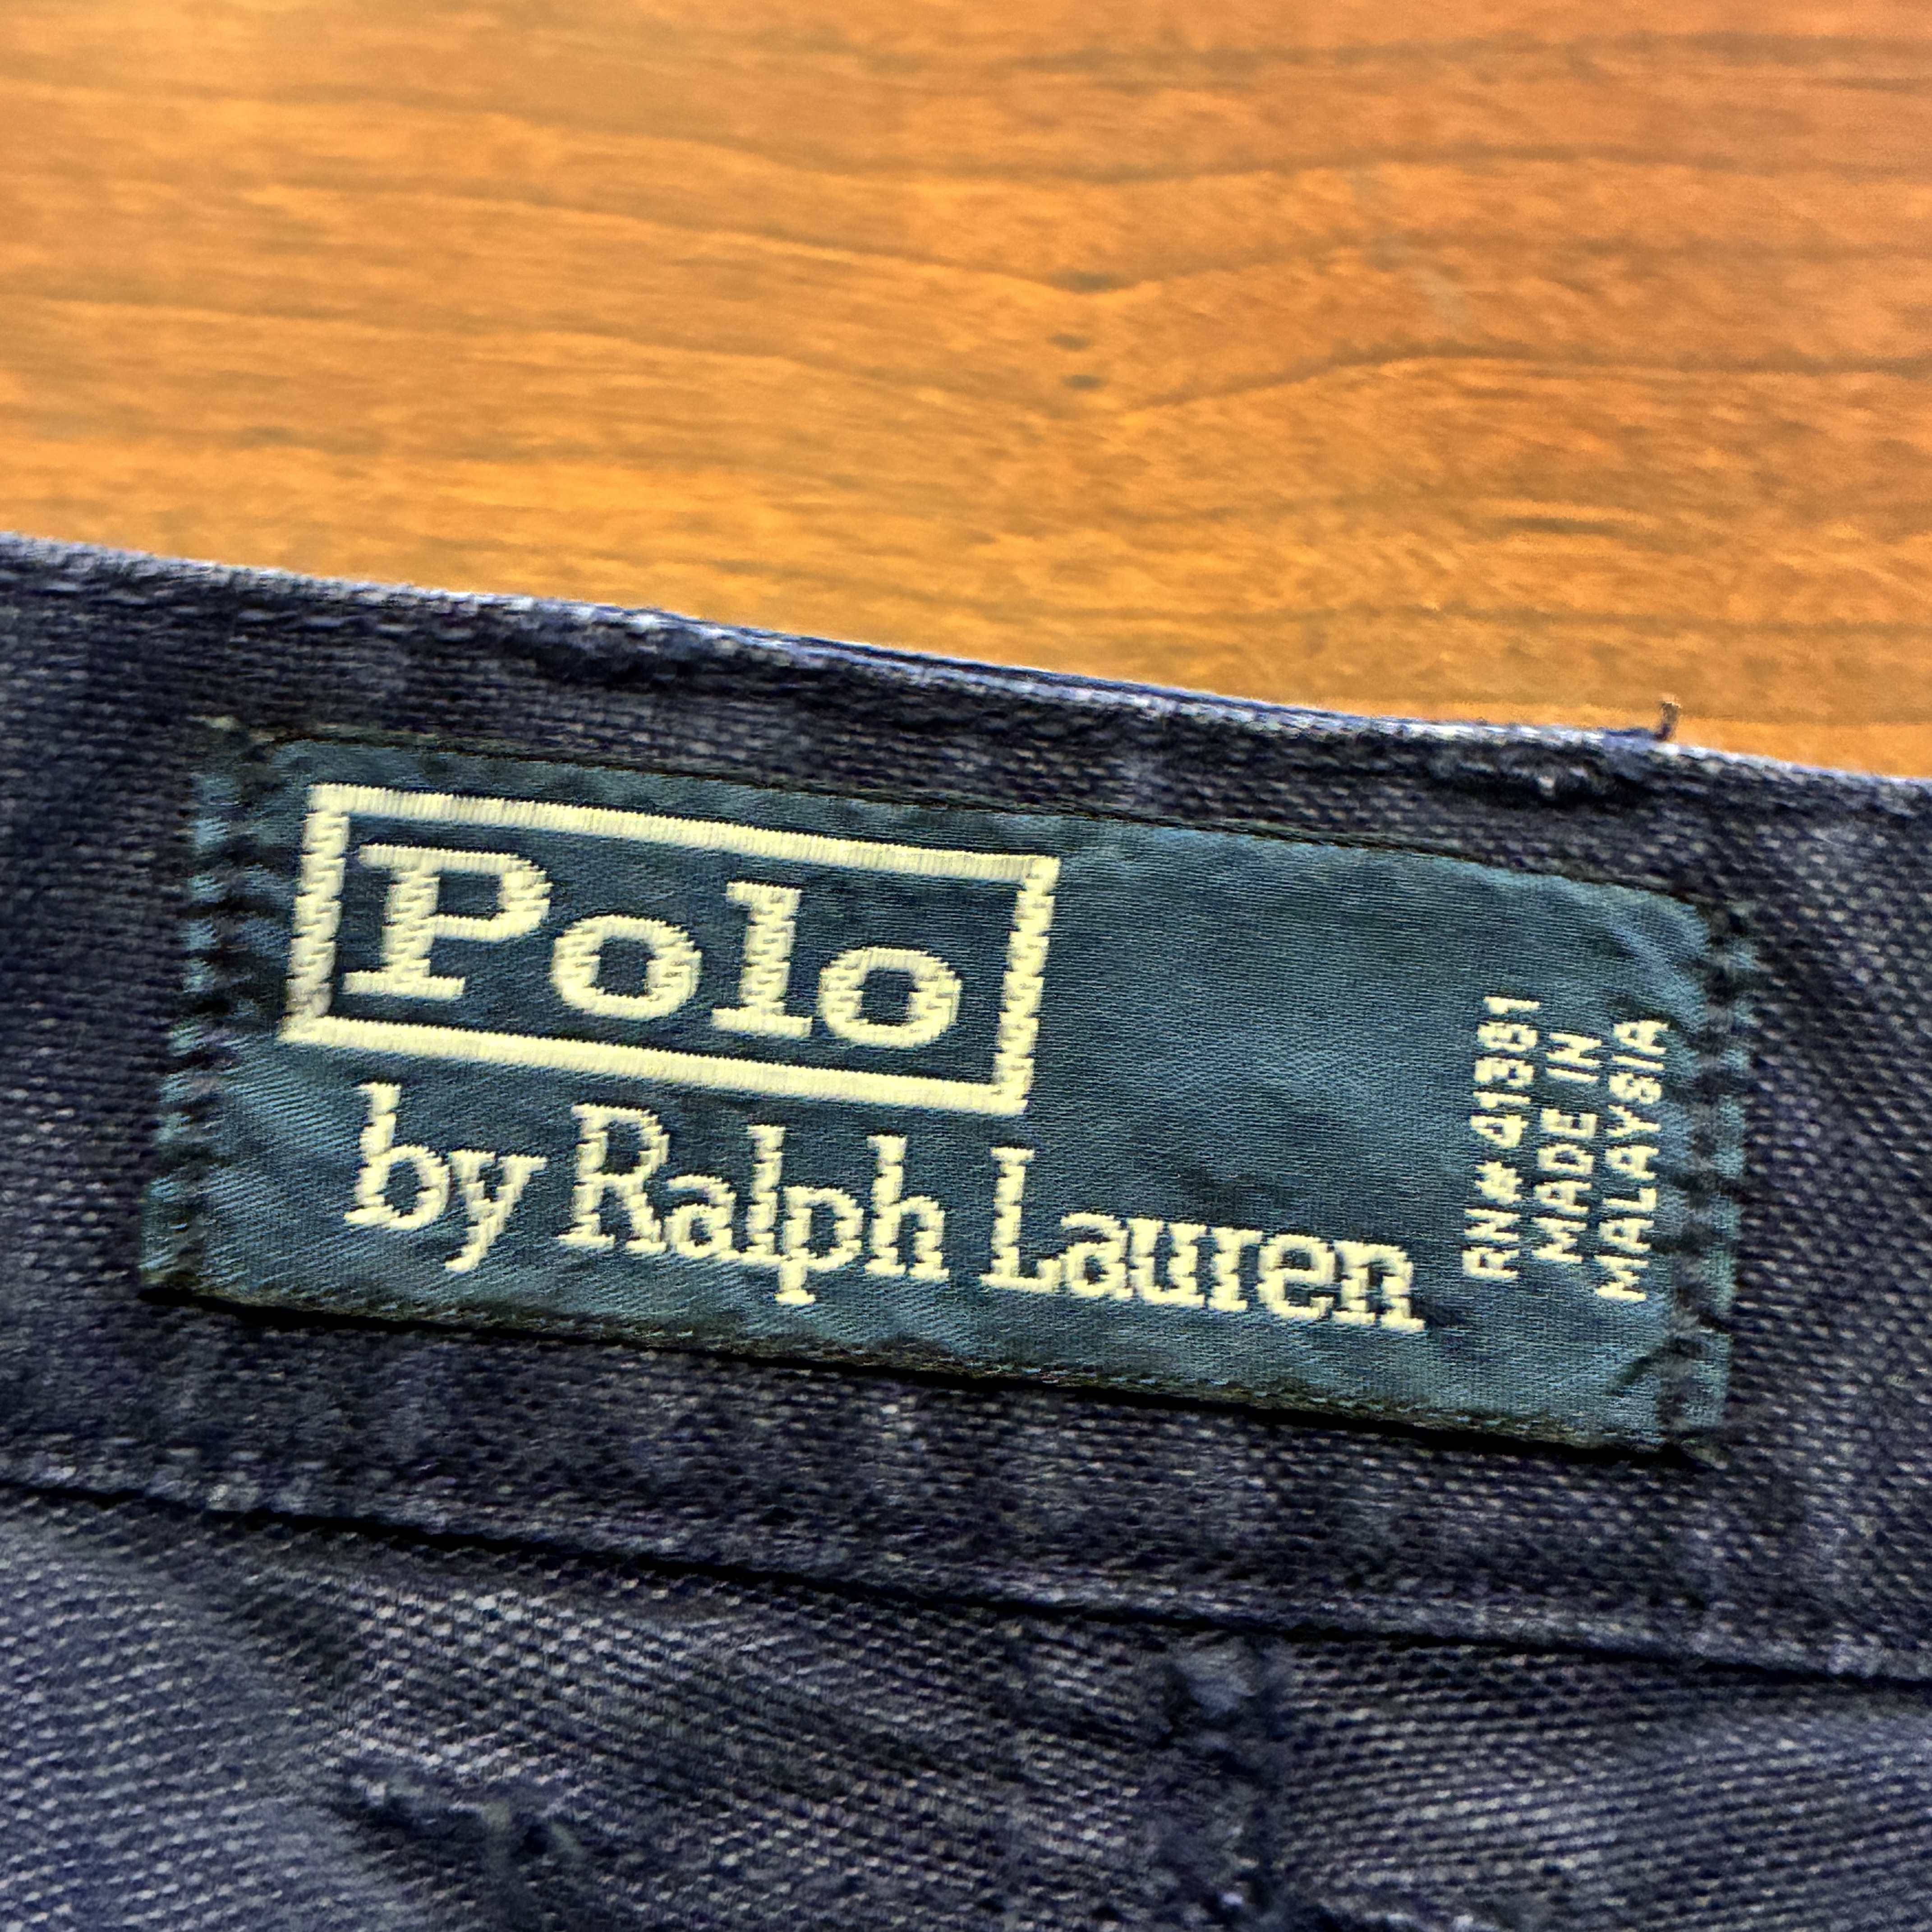 Polo
by Ralph Lauren
RN# 41381
MADE IN
MALAYSIA